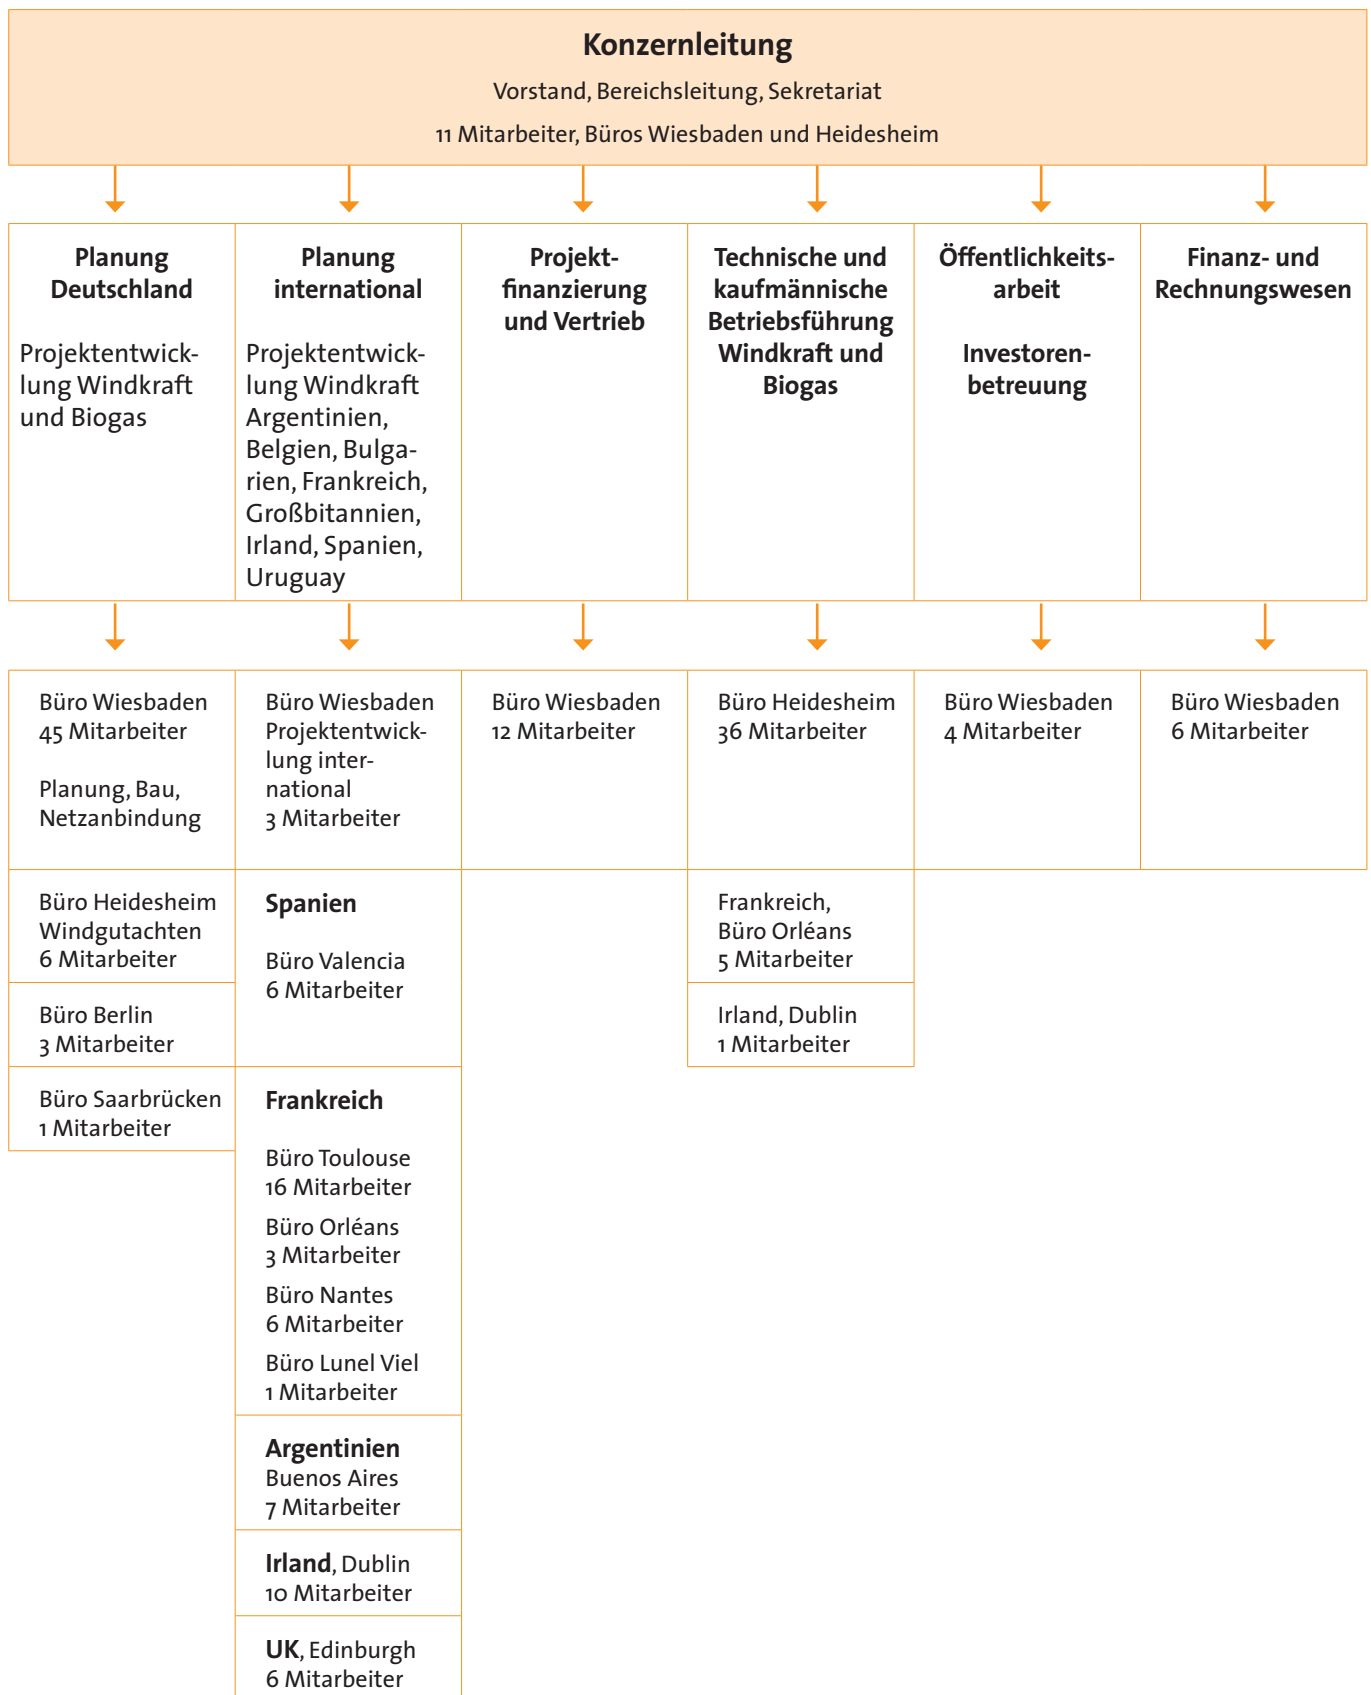 Konzernleitung
Vorstand, Bereichsleitung, Sekretariat
11 Mitarbeiter, Büros Wiesbaden und Heidesheim
Planung
Deutschland
Projektentwick-
lung Windkraft
und Biogas
Planung
international
Projektentwick-
lung Windkraft
Argentinien,
Belgien, Bulga-
rien, Frankreich,
Großbitannien,
Irland, Spanien,
Uruguay
Projekt-
finanzierung
und Vertrieb
Technische und
kaufmännische
Betriebsführung
Windkraft und
Biogas
Öffentlichkeits-
arbeit
Investoren-
betreuung
Finanz- und
Rechnungswesen
Büro Wiesbaden
45 Mitarbeiter
Planung, Bau,
Netzanbindung
Büro Heidesheim
Windgutachten
6 Mitarbeiter
Büro Berlin
3 Mitarbeiter
Büro Saarbrücken
1 Mitarbeiter
Büro Wiesbaden
Projektentwick-
lung inter-
national
3 Mitarbeiter
Spanien
Büro Valencia
6 Mitarbeiter
Frankreich
Büro Toulouse
16 Mitarbeiter
Büro Orléans
3 Mitarbeiter
Büro Nantes
6 Mitarbeiter
Büro Lunel Viel
1 Mitarbeiter
Argentinien
Buenos Aires
7 Mitarbeiter
Irland, Dublin
10 Mitarbeiter
UK, Edinburgh
6 Mitarbeiter
Büro Wiesbaden
12 Mitarbeiter
Büro Heidesheim
36 Mitarbeiter
Frankreich,
Büro Orléans
5 Mitarbeiter
Irland, Dublin
1 Mitarbeiter
Büro Wiesbaden
4 Mitarbeiter
Büro Wiesbaden
6 Mitarbeiter